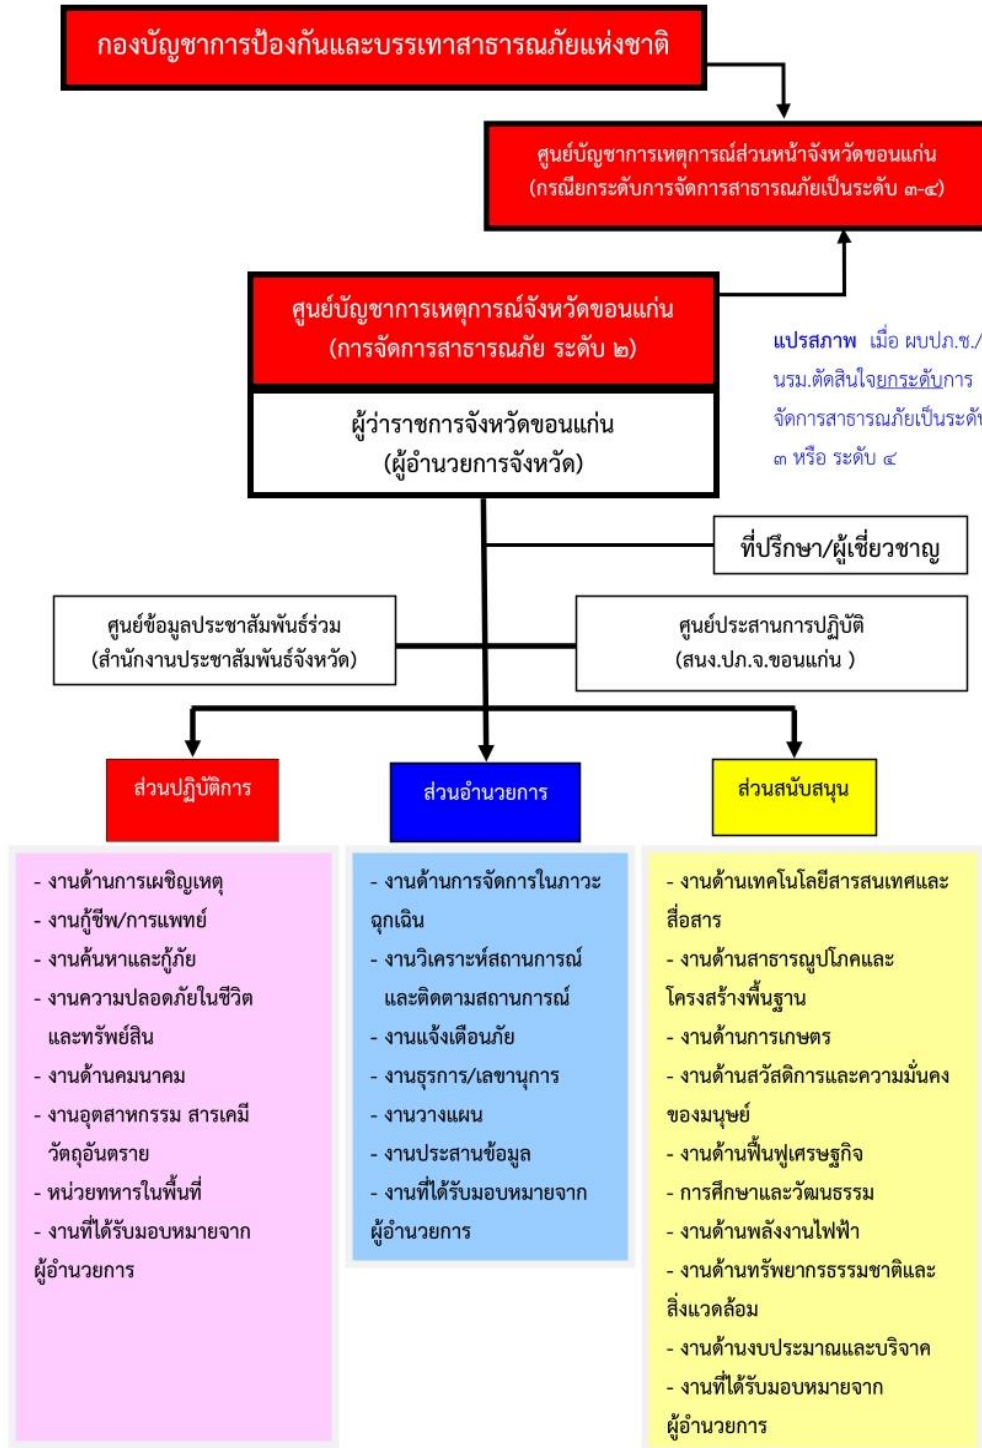 กองบัญชาการป้องกันและบรรเทาสาธารณภัยแห่งชาติ
ศูนย์บัญชาการเหตุการณ์ส่วนหน้าจังหวัดขอนแก่น
(กรณียกระดับการจัดการสาธารณภัยเป็นระดับ ๓-๔)
ศูนย์บัญชาการเหตุการณ์จังหวัดขอนแก่น
(การจัดการสาธารณภัย ระดับ ๒)
ผู้ว่าราชการจังหวัดขอนแก่น
(ผู้อำนวยการจังหวัด)
แปรสภาพ เมื่อ ผบปภ.ช./
นรม.ตัดสินใจยกระดับการ
จัดการสาธารณภัยเป็นระดับ
๓ หรือ ระดับ ๔
ที่ปรึกษา/ผู้เชี่ยวชาญ
ศูนย์ข้อมูลประชาสัมพันธ์ร่วม
(สำนักงานประชาสัมพันธ์จังหวัด)
ศูนย์ประสานการปฏิบัติ
(สนง.ปภ.จ.ขอนแก่น )
ส่วนปฏิบัติการ
- งานด้านการเผชิญเหตุ
- งานกู้ชีพ/การแพทย์
- งานค้นหาและกู้ภัย
- งานความปลอดภัยในชีวิต
และทรัพย์สิน
- งานด้านคมนาคม
- งานอุตสาหกรรม สารเคมี
วัตถุอันตราย
- หน่วยทหารในพื้นที่
- งานที่ได้รับมอบหมายจาก
ผู้อำนวยการ
ส่วนอำนวยการ
- งานด้านการจัดการในภาวะ
ฉุกเฉิน
- งานวิเคราะห์สถานการณ์
และติดตามสถานการณ์
- งานแจ้งเตือนภัย
- งานธุรการ/เลขานุการ
- งานวางแผน
- งานประสานข้อมูล
- งานที่ได้รับมอบหมายจาก
ผู้อำนวยการ
ส่วนสนับสนุน
- งานด้านเทคโนโลยีสารสนเทศและ
สื่อสาร
- งานด้านสาธารณูปโภคและ
โครงสร้างพื้นฐาน
- งานด้านการเกษตร
- งานด้านสวัสดิการและความมั่นคง
ของมนุษย์
- งานด้านฟื้นฟูเศรษฐกิจ
- การศึกษาและวัฒนธรรม
- งานด้านพลังงานไฟฟ้า
- งานด้านทรัพยากรธรรมชาติและ
สิ่งแวดล้อม
- งานด้านงบประมาณและบริจาค
- งานที่ได้รับมอบหมายจาก
ผู้อำนวยการ